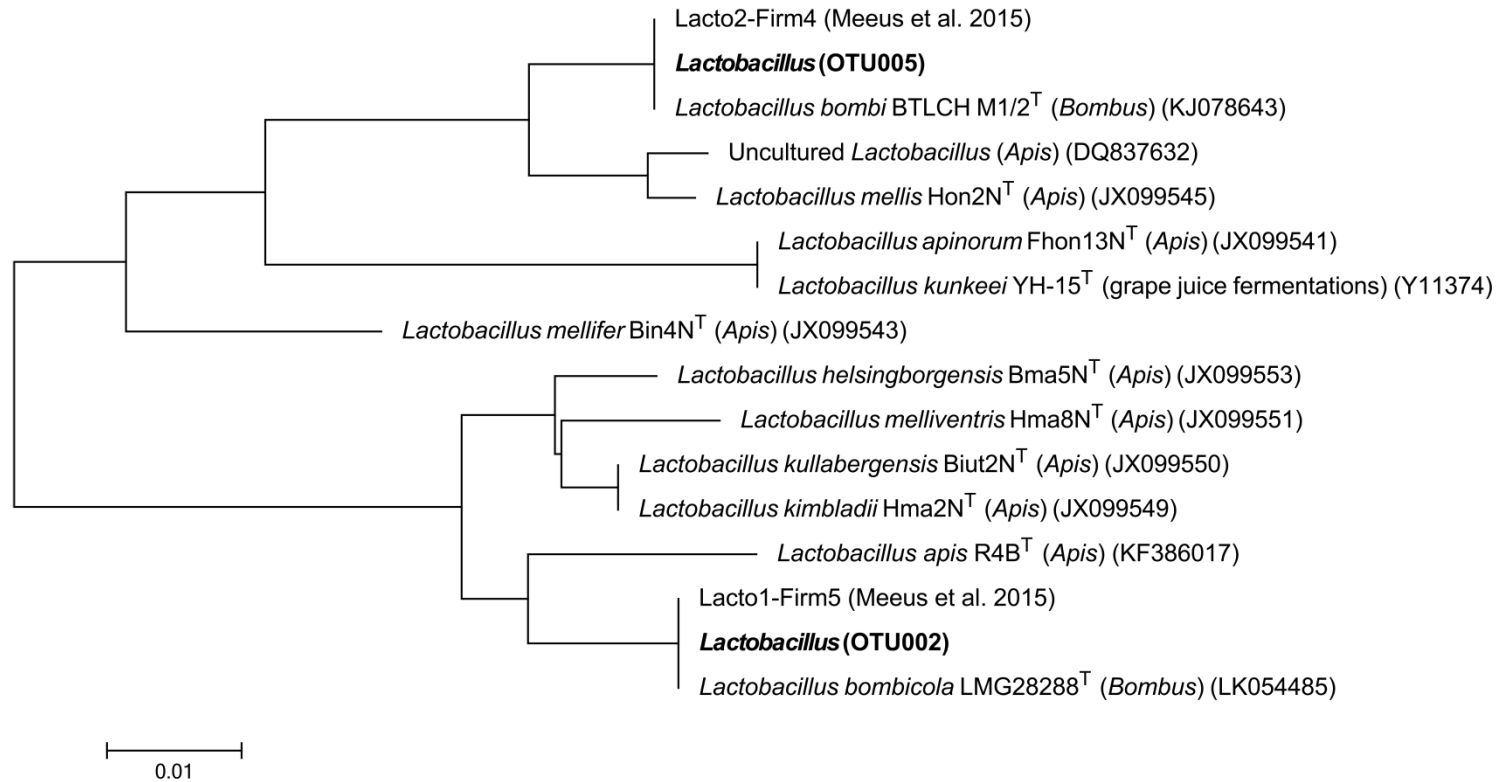 Lacto2-Firm4 (Meeus et al. 2015)
Lactobacillus (OTU005)
Lactobacillus bombi BTLCH M1/2T (Bombus) (KJ078643)
Uncultured Lactobacillus (Apis) (DQ837632)
Lactobacillus mellis Hon2NT (Apis) (JX099545)
Lactobacillus apinorum Fhon13NT (Apis) (JX099541)
Lactobacillus kunkeei YH-15T (grape juice fermentations) (Y11374)
Lactobacillus mellifer Bin4NT (Apis) (JX099543)
Lactobacillus helsingborgensis Bma5NT (Apis) (JX099553)
Lactobacillus melliventris Hma8NT (Apis) (JX099551)
Lactobacillus kullabergensis Biut2NT (Apis) (JX099550)
Lactobacillus kimbladii Hma2NT (Apis) (JX099549)
Lactobacillus apis R4BT (Apis) (KF386017)
Lacto1-Firm5 (Meeus et al. 2015)
Lactobacillus (OTU002)
Lactobacillus bombicola LMG28288T (Bombus) (LK054485)
0.01